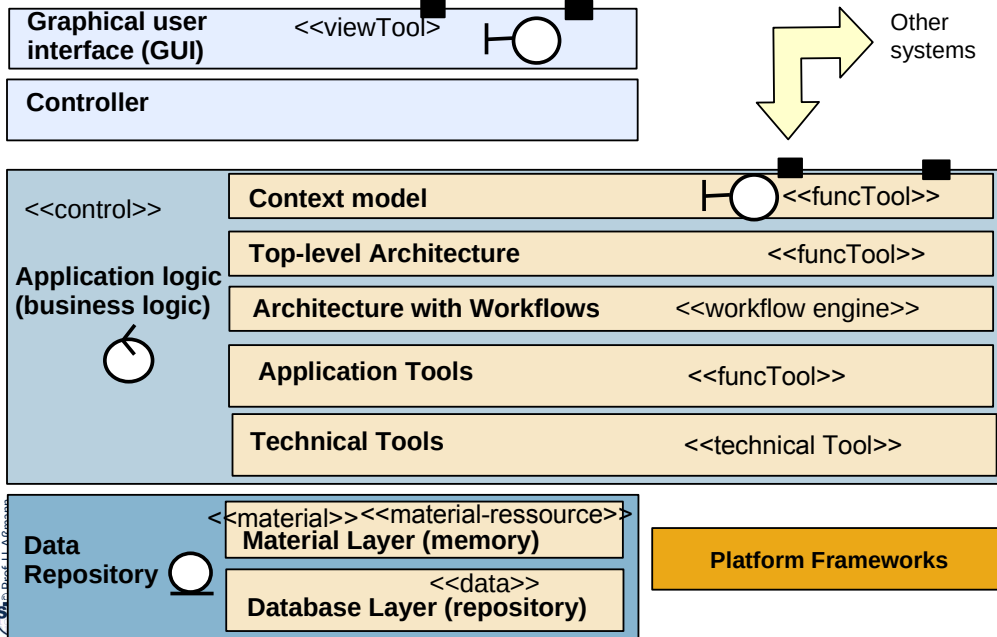 Graphical user
interface (GUI)
<<viewTool>
Other
systems
Controller
<<control>>
Application logic
(business logic)
Context model
<<funcTool>>
Top-level Architecture
<<funcTool>>
Architecture with Workflows
<<workflow engine>>
Application Tools
<<funcTool>>
Technical Tools
<<technical Tool>>
Data
Repository
<<material>>
<<material-ressource>>
Material Layer (memory)
<<data>>
Database Layer (repository)
Platform Frameworks
© Prof. U. Aßmann